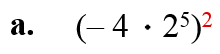 a. (– 4 · 2⁵)²